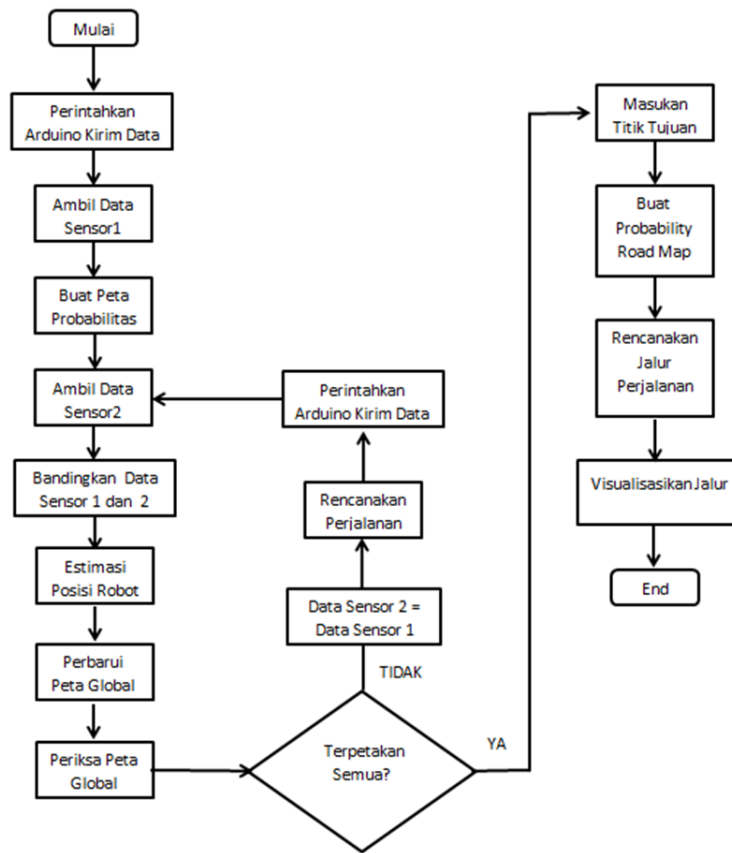 Mulai
Perintahkan
Arduino Kirim Data
Ambil Data
Sensor1
Buat Peta
Probabilitas
Ambil Data
Sensor2
Bandingkan Data
Sensor 1 dan 2
Estimasi
Posisi Robot
Perbarui
Peta Global
Periksa Peta
Global
Terpetakan
Semua?
TIDAK
Data Sensor 2 =
Data Sensor 1
Rencanakan
Perjalanan
Perintahkan
Arduino Kirim Data
YA
Masukan
Titik Tujuan
Buat
Probability
Road Map
Rencanakan
Jalur
Perjalanan
Visualisasikan Jalur
End